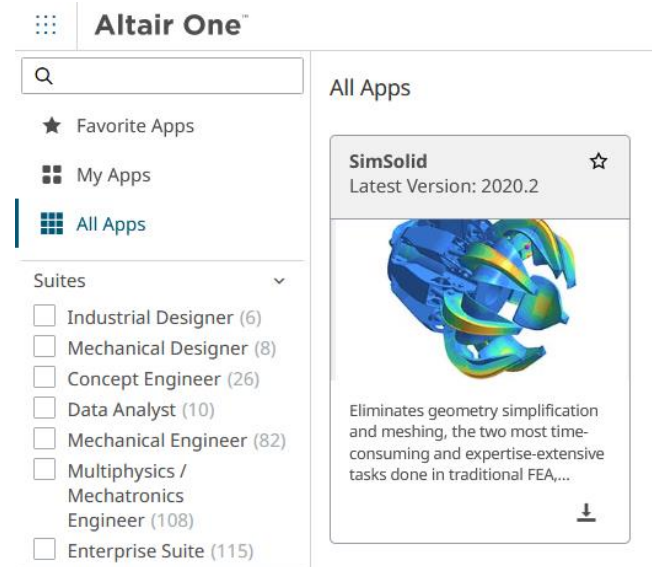 Altair One™
Favorite Apps
My Apps
All Apps
Suites
Industrial Designer (6)
Mechanical Designer (8)
Concept Engineer (26)
Data Analyst (10)
Mechanical Engineer (82)
Multiphysics /
Mechatronics
Engineer (108)
Enterprise Suite (115)
All Apps
SimSolid
Latest Version: 2020.2
Eliminates geometry simplification
and meshing, the two most time-
consuming and expertise-extensive
tasks done in traditional FEA,...